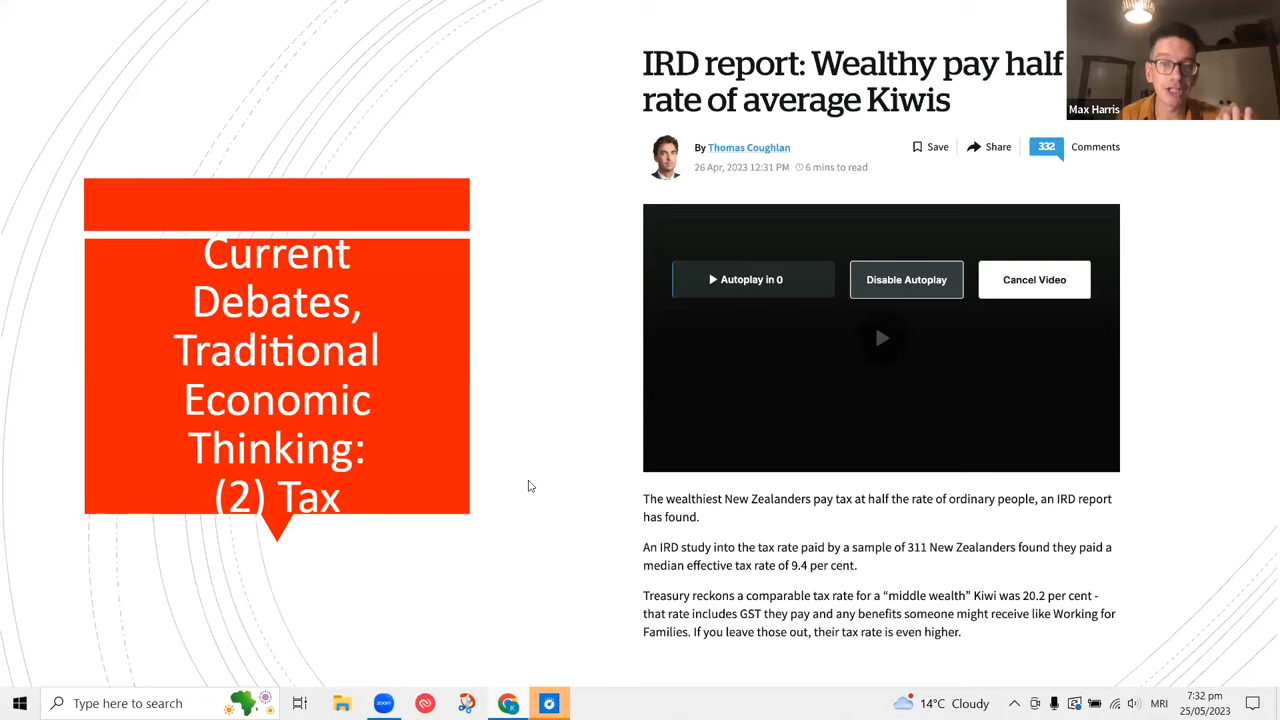 IRD report: Wealthy pay half
rate of average Kiwis
Max Harris
By Thomas Coughlan
26 Apr, 2023 12:31 PM 6 mins to read
Save
Share
332
Comments
Current
Debates,
Traditional
Economic
Thinking:
(2) Tax
Autoplay in 0
Disable Autoplay
Cancel Video
The wealthiest New Zealanders pay tax at half the rate of ordinary people, an IRD report
has found.
An IRD study into the tax rate paid by a sample of 311 New Zealanders found they paid a
median effective tax rate of 9.4 per cent.
Treasury reckons a comparable tax rate for a “middle wealth” Kiwi was 20.2 per cent -
that rate includes GST they pay and any benefits someone might receive like Working for
Families. If you leave those out, their tax rate is even higher.
Type here to search
zoom
K
14°C Cloudy
MRI
7:32 pm
25/05/2023